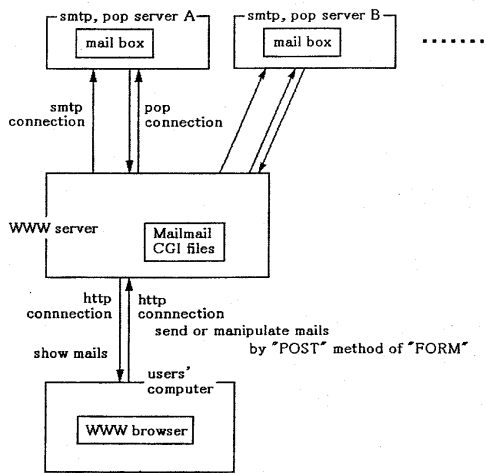 smtp, pop server A
mail box
smtp, pop server B
mail box
smtp
connection
pop
connection
WWW server
Mailmail
CGI files
http
connnection
http
connnection
send or manipulate mails
by "POST" method of "FORM"
show mails
users'
computer
WWW browser